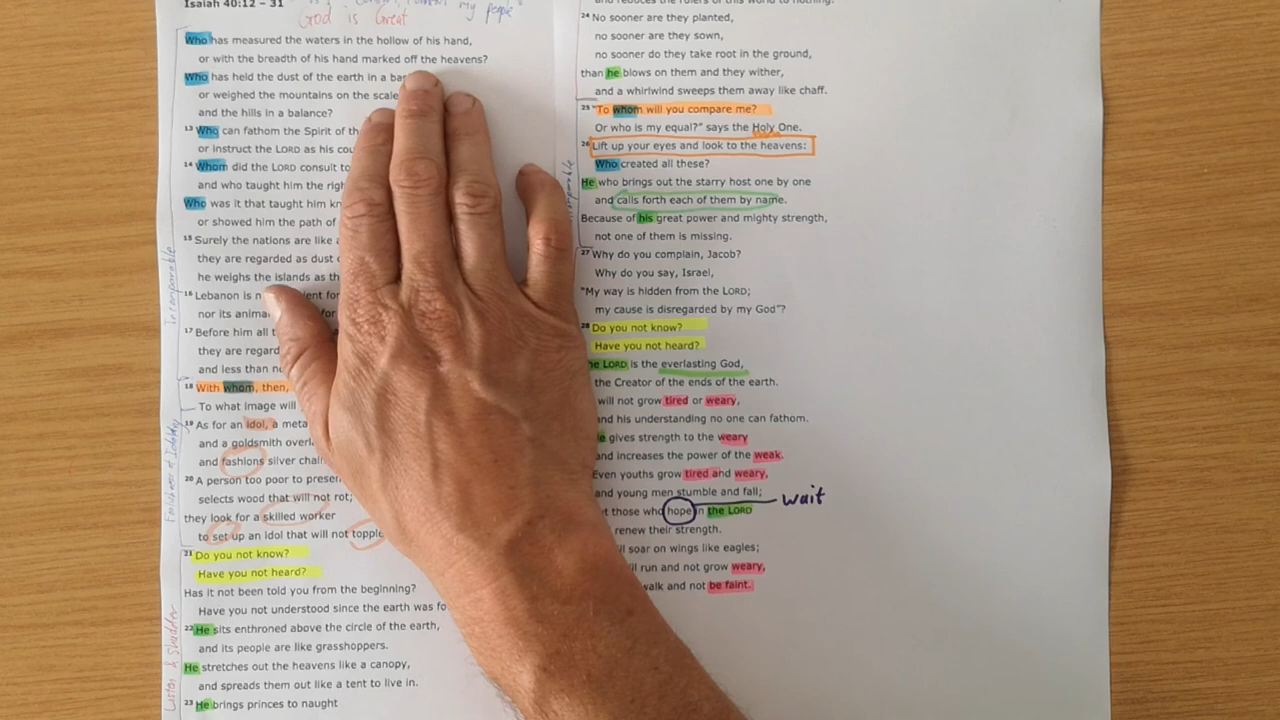 Isaiah 40:12 – 31
my people"
God is Great
Who has measured the waters in the hollow of his hand,
or with the breadth of his hand marked off the heavens?
Who has held the dust of the earth in a
or weighed the mountons on the scale
and the hills in a balance?
13 Who can fathom the Spirit of
or instruct the LORD as his
14 Whom did the LORD consult to
and who taught him the
Who was it that taught him
or showed him the path of
15 Surely the nations are like
they are regarded as dust
he weighs the islands as
16 Lebanon is
nor its for
17 Before him all
they are
and less than
18 With whom, then,
To what image will
19 As for an idol, a
and a goldsmith
and fashions silver
20 A person too poor to
selects wood that will not rot;
they look for a skilled worker
to set up an idol that will not topple
21 Do you not know?
Have you not heard?
Has it not been told you from the beginning?
Have you not understood since the earth was
22 He sits enthroned above the circle of the earth,
and its people are like grasshoppers.
He stretches out the heavens like a canopy,
and spreads them out like a tent to live in.
23 He brings princes to naught
Incomparable
Foolishness of Idolatry
Listen & Shudder
and reduces the rulers of this world to nothing.
24 No sooner are they planted,
no sooner are they sown,
no sooner do they take root in the ground,
than he blows on them and they wither,
and a whirlwind sweeps them away like chaff.
25 "To whom will you compare me?
Or who is my equal?" says the Holy One.
26 Lift up your eyes and look to the heavens:
Who created all these?
He who brings out the starry host one by one
and calls forth each of them by name.
Because of his great power and mighty strength,
not one of them is missing.
27 Why do you complain, Jacob?
Why do you say, Israel,
"My way is hidden from the LORD;
my cause is disregarded by my God"?
28 Do you not know?
Have you not heard?
LORD is the everlasting God,
the Creator of the ends of the earth.
will not grow tired or weary,
and his understanding no one can fathom.
gives strength to the weary
and increases the power of the weak.
Even youths grow tired and weary,
and young men stumble and fall;
those who hope in the LORD
wait
renew their strength.
soar on wings like eagles;
run and not grow weary,
walk and not be faint.